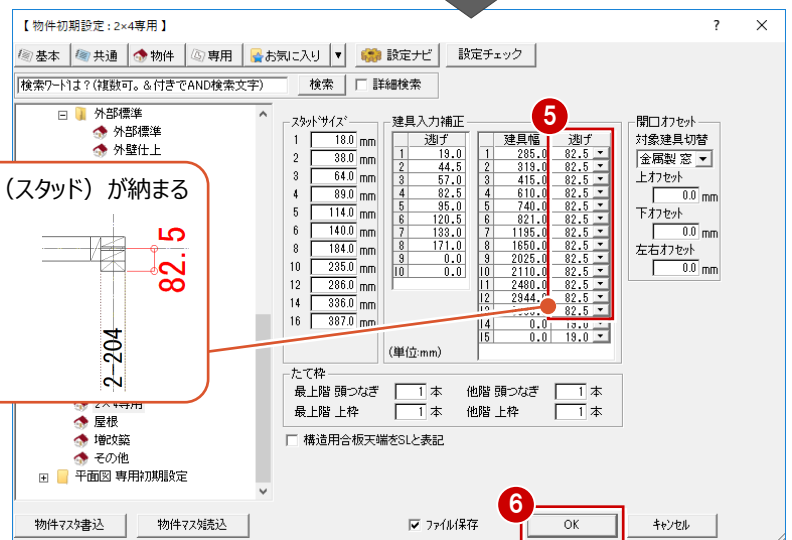 【 物件初期設定 : 2×4専用 】 ? ×
基本 共通 物件 専用 お気に入り ▼ 設定ナビ 設定チェック
検索ワードは？(複数可。&付きでAND検索文字) 検索 詳細検索
外部標準
外部標準
外壁仕上
(スタッド) が納まる
82.5
2-204
2×4専用
屋根
増改築
その他
平面図 専用初期設定
スタッドサイズ
1 18.0 mm
2 38.0 mm
3 64.0 mm
4 89.0 mm
5 114.0 mm
6 140.0 mm
8 184.0 mm
10 235.0 mm
12 286.0 mm
14 336.0 mm
16 387.0 mm
建具入力補正
逃げ
1 19.0
2 44.5
3 57.0
4 82.5
5 95.0
6 120.5
7 133.0
8 171.0
9 0.0
10 0.0
(単位:mm)
5
建具幅 逃げ
1 285.0 82.5
2 319.0 82.5
3 415.0 82.5
4 610.0 82.5
5 740.0 82.5
6 821.0 82.5
7 1195.0 82.5
8 1650.0 82.5
9 2025.0 82.5
10 2110.0 82.5
11 2480.0 82.5
12 2944.0 82.5
82.5
14 0.0 19.0
15 0.0 19.0
開口オフセット
対象建具切替
金属製 窓
上オフセット
0.0 mm
下オフセット
0.0 mm
左右オフセット
0.0 mm
たて枠
最上階 頭つなぎ 1 本 他階 頭つなぎ 1 本
最上階 上枠 1 本 他階 上枠 1 本
構造用合板天端をSLと表記
6
物件マスタ書込 物件マスタ読込 ファイル保存 OK キャンセル